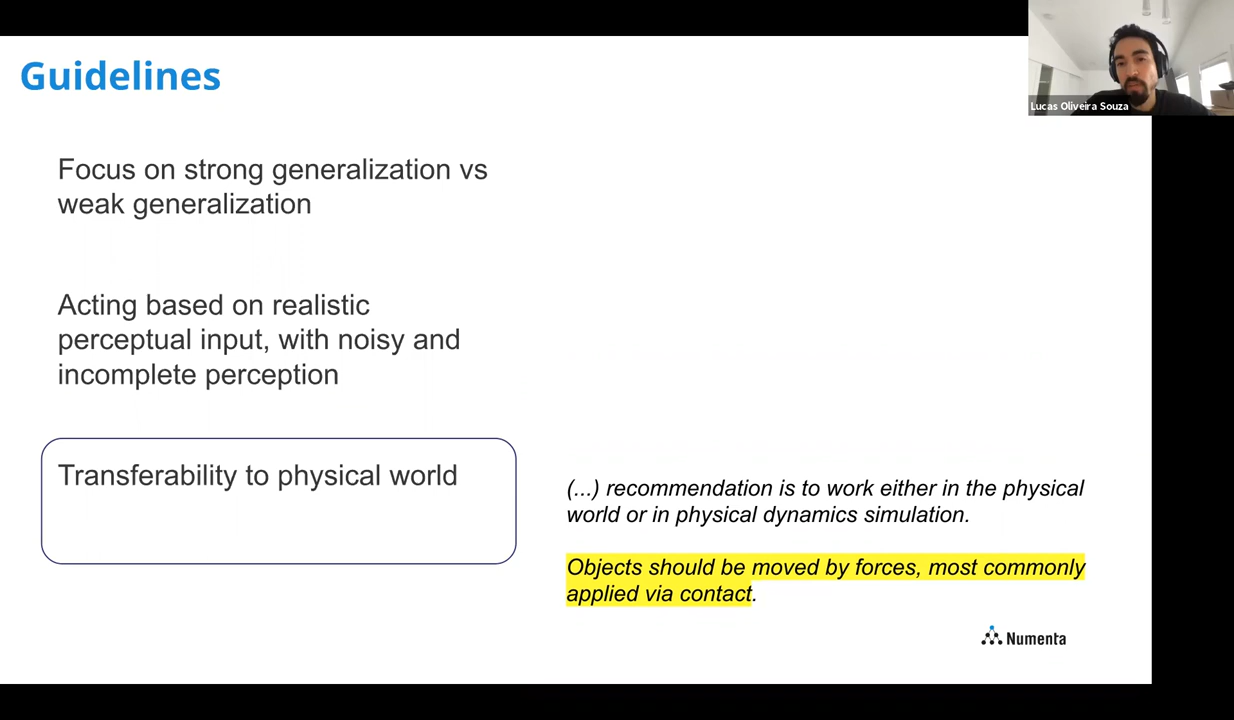 Guidelines
Lucas Oliveira Souza
Focus on strong generalization vs
weak generalization
Acting based on realistic
perceptual input, with noisy and
incomplete perception
Transferability to physical world
(...) recommendation is to work either in the physical
world or in physical dynamics simulation.
Objects should be moved by forces, most commonly
applied via contact.
Numenta